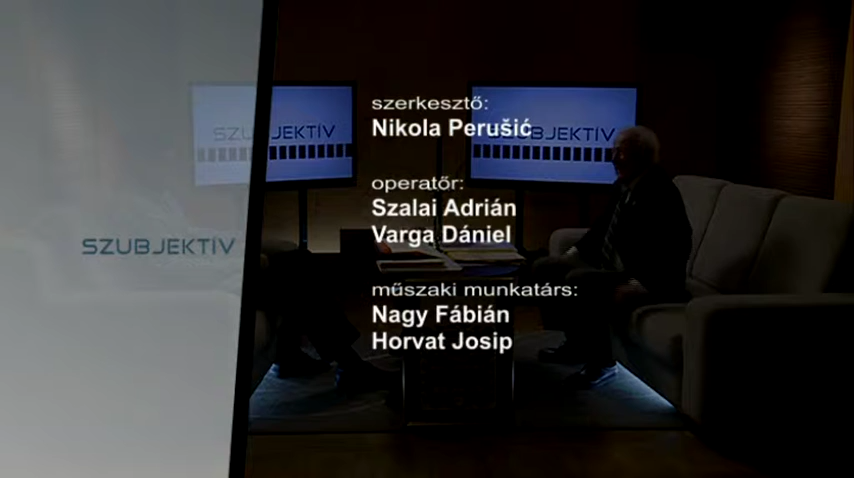 SZUBJEKTÍV
SZUBJEKTÍV
SZUBJEKTÍV
szerkesztő:
Nikola Perušić
operatőr:
Szalai Adrián
Varga Dániel
műszaki munkatárs:
Nagy Fábián
Horvat Josip